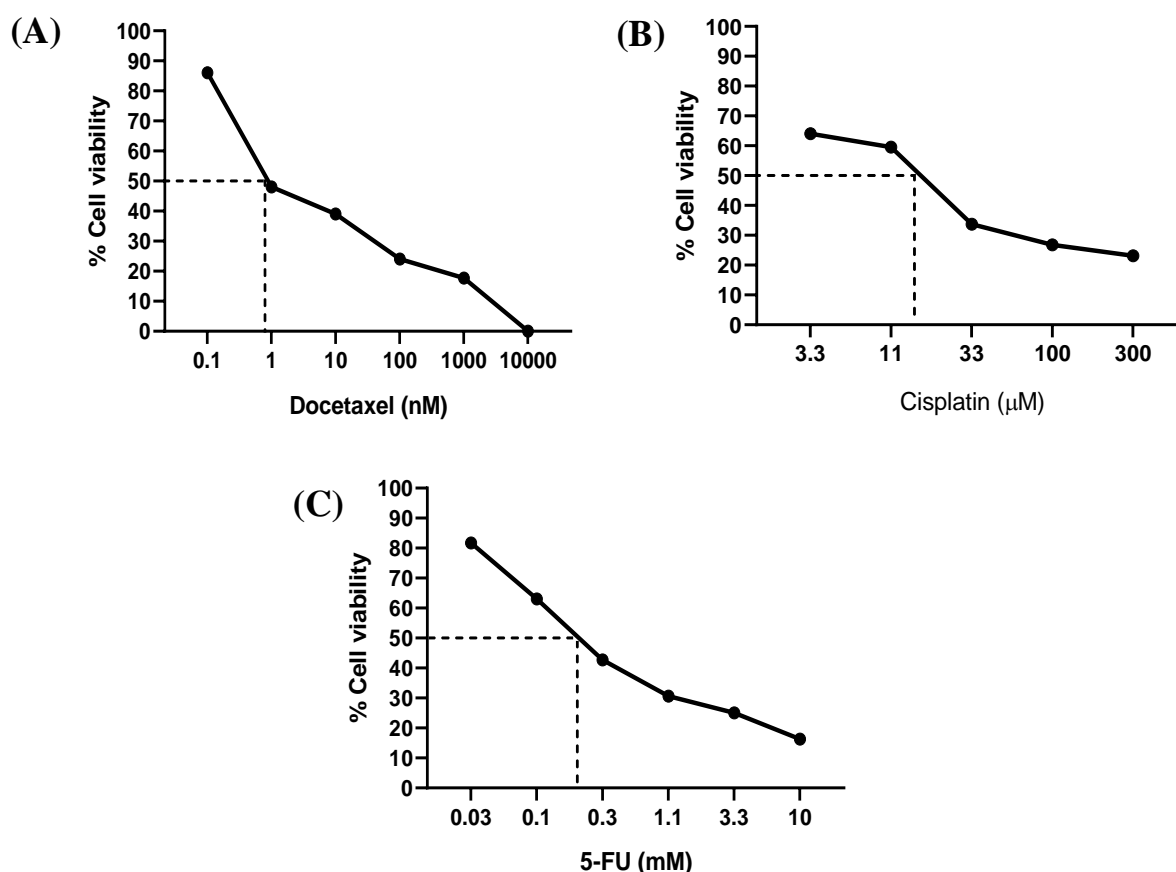 (A)
% Cell viability
100
90
80
70
60
50
40
30
20
10
0
0.1 1 10 100 1000 10000
Docetaxel (nM)
(B)
% Cell viability
100
90
80
70
60
50
40
30
20
10
0
3.3 11 33 100 300
Cisplatin (μM)
(C)
% Cell viability
100
90
80
70
60
50
40
30
20
10
0
0.03 0.1 0.3 1.1 3.3 10
5-FU (mM)